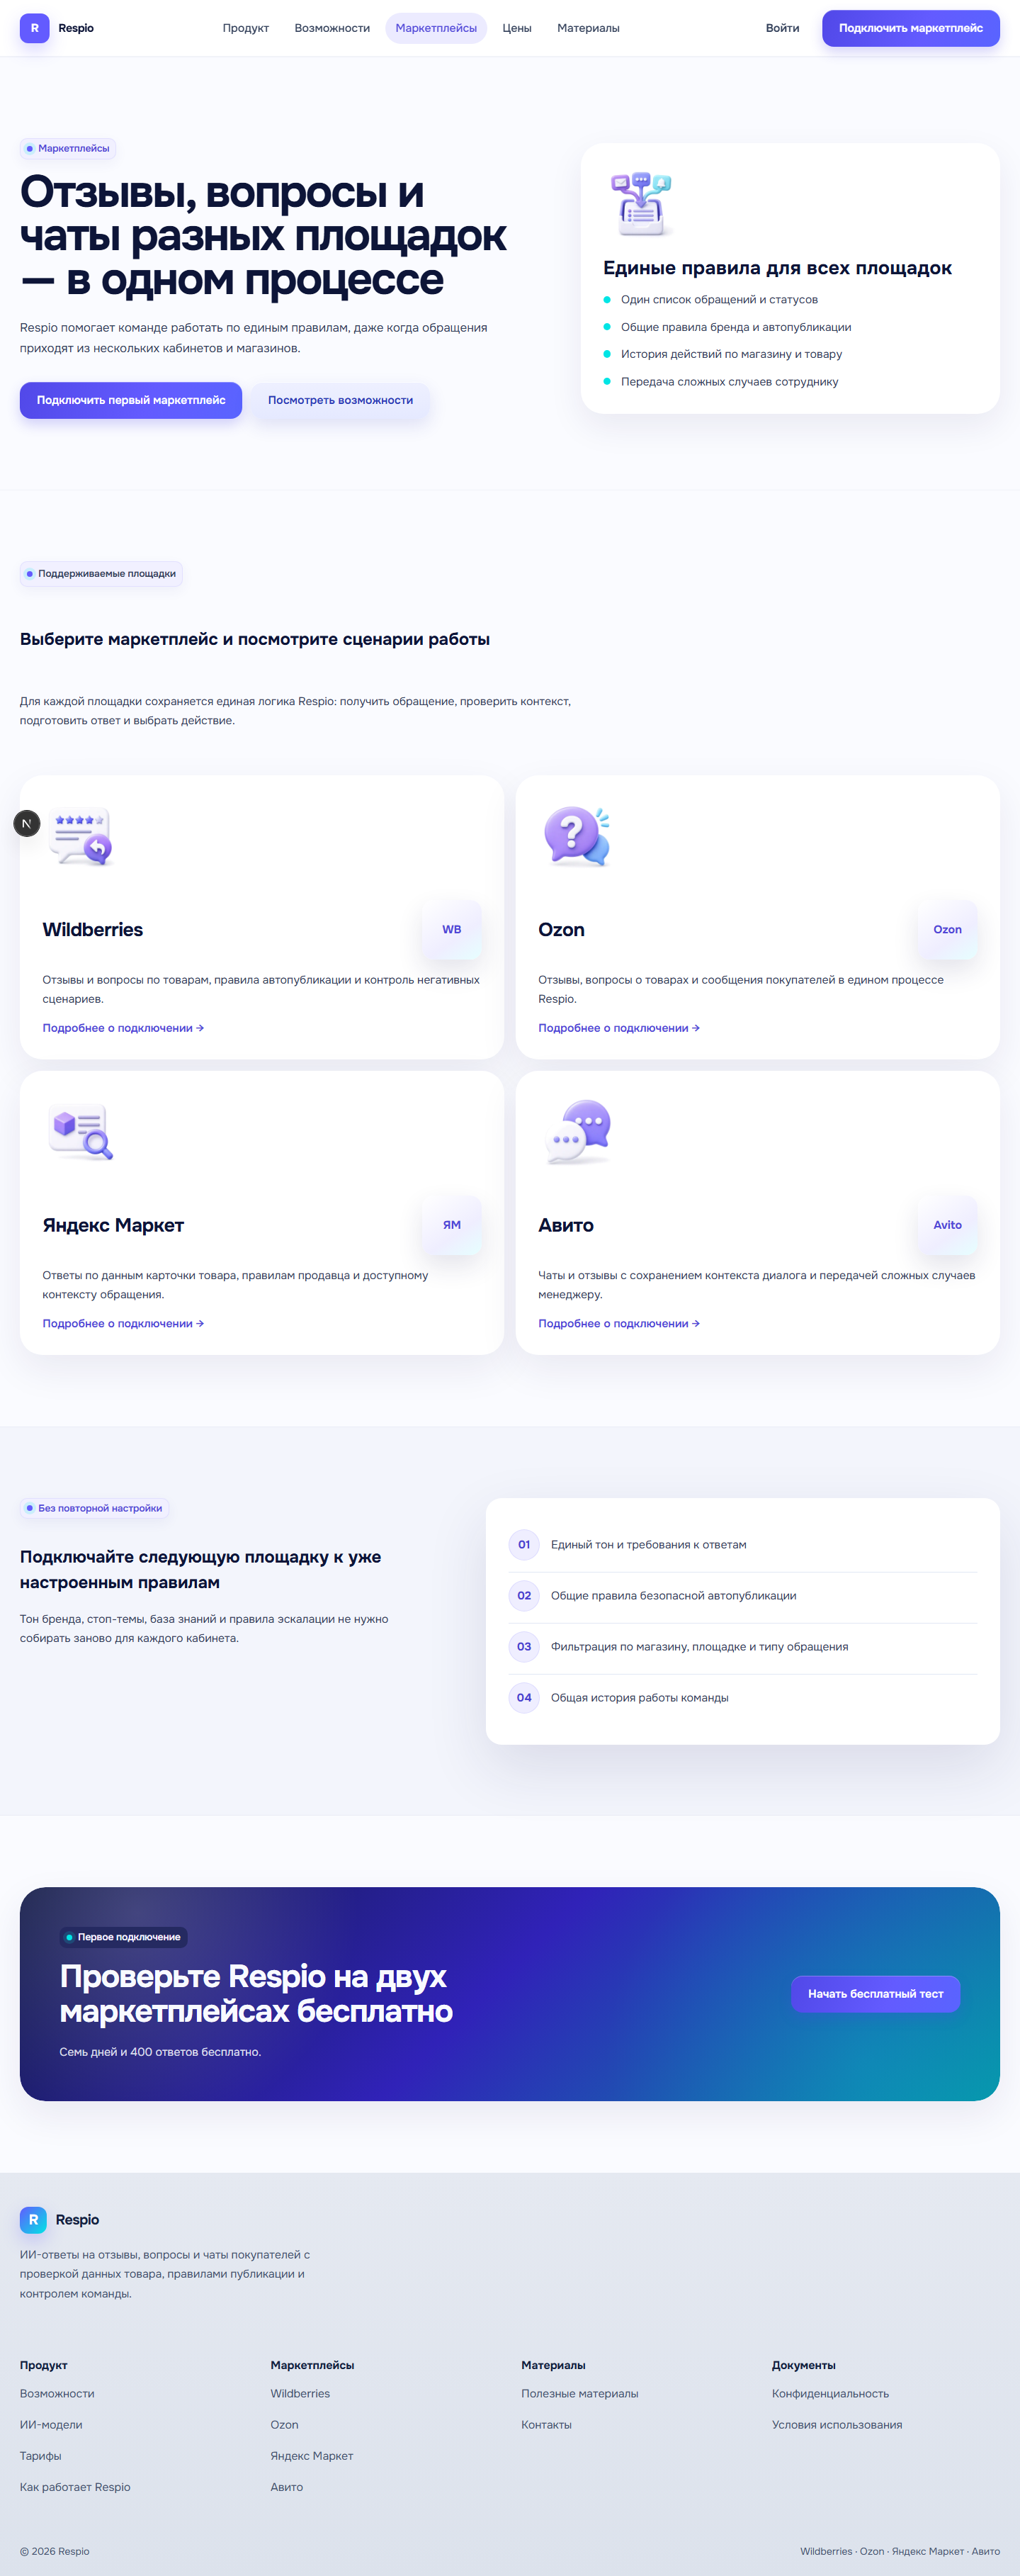 R Respio Продукт Возможности Маркетплейсы Цены Материалы Войти Подключить маркетплейс
Маркетплейсы
Отзывы, вопросы и
чаты разных площадок
— в одном процессе
Respio помогает команде работать по единым правилам, даже когда обращения
приходят из нескольких кабинетов и магазинов.
Подключить первый маркетплейс Посмотреть возможности
Единые правила для всех площадок
Один список обращений и статусов
Общие правила бренда и автопубликации
История действий по магазину и товару
Передача сложных случаев сотруднику
Поддерживаемые площадки
Выберите маркетплейс и посмотрите сценарии работы
Для каждой площадки сохраняется единая логика Respio: получить обращение, проверить контекст,
подготовить ответ и выбрать действие.
N
Wildberries WB
Отзывы и вопросы по товарам, правила автопубликации и контроль негативных
сценариев.
Подробнее о подключении →
?
Ozon Ozon
Отзывы, вопросы о товарах и сообщения покупателей в едином процессе
Respio.
Подробнее о подключении →
Яндекс Маркет ЯМ
Ответы по данным карточки товара, правилам продавца и доступному
контексту обращения.
Подробнее о подключении →
Авито Avito
Чаты и отзывы с сохранением контекста диалога и передачей сложных случаев
менеджеру.
Подробнее о подключении →
Без повторной настройки
Подключайте следующую площадку к уже
настроенным правилам
Тон бренда, стоп-темы, база знаний и правила эскалации не нужно
собирать заново для каждого кабинета.
01 Единый тон и требования к ответам
02 Общие правила безопасной автопубликации
03 Фильтрация по магазину, площадке и типу обращения
04 Общая история работы команды
Первое подключение
Проверьте Respio на двух
маркетплейсах бесплатно
Семь дней и 400 ответов бесплатно.
Начать бесплатный тест
R Respio
ИИ-ответы на отзывы, вопросы и чаты покупателей с
проверкой данных товара, правилами публикации и
контролем команды.
Продукт
Возможности
ИИ-модели
Тарифы
Как работает Respio
Маркетплейсы
Wildberries
Ozon
Яндекс Маркет
Авито
Материалы
Полезные материалы
Контакты
Документы
Конфиденциальность
Условия использования
© 2026 Respio
Wildberries · Ozon · Яндекс Маркет · Авито